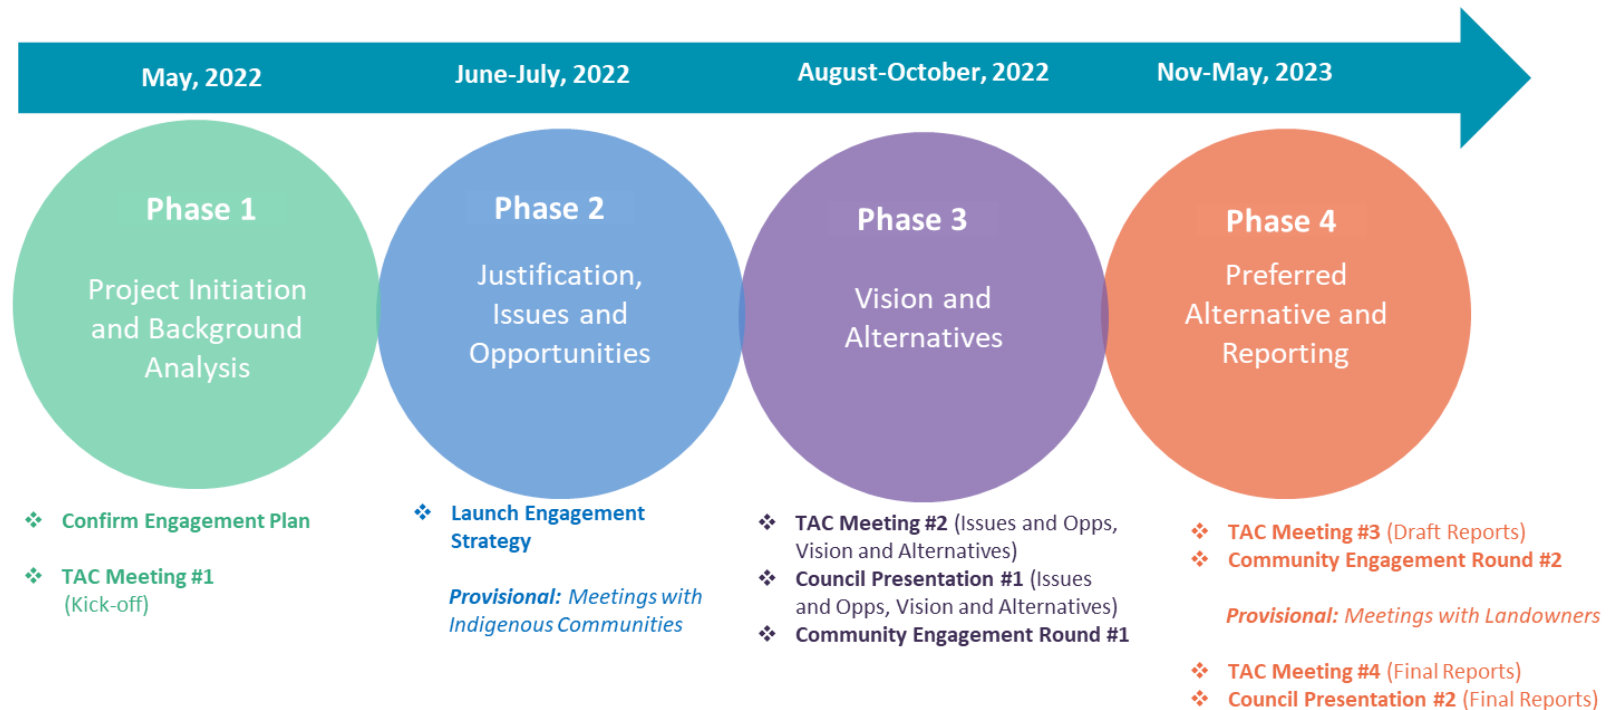 May, 2022
June-July, 2022
August-October, 2022
Nov-May, 2023
Phase 1
Project Initiation
and Background
Analysis
Phase 2
Justification,
Issues and
Opportunities
Phase 3
Vision and
Alternatives
Phase 4
Preferred
Alternative and
Reporting
❖ Confirm Engagement Plan
❖ TAC Meeting #1
(Kick-off)
❖ Launch Engagement
Strategy
Provisional: Meetings with
Indigenous Communities
❖ TAC Meeting #2 (Issues and Opps,
Vision and Alternatives)
❖ Council Presentation #1 (Issues
and Opps, Vision and Alternatives)
❖ Community Engagement Round #1
❖ TAC Meeting #3 (Draft Reports)
❖ Community Engagement Round #2
Provisional: Meetings with Landowners
❖ TAC Meeting #4 (Final Reports)
❖ Council Presentation #2 (Final Reports)